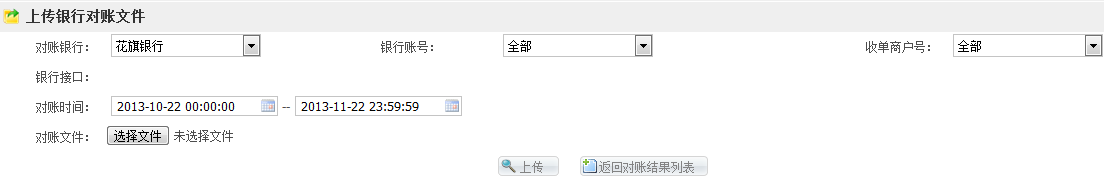 上传银行对账文件
对账银行： 花旗银行 银行账号： 全部 收单商户号： 全部
银行接口：
对账时间： 2013-10-22 00:00:00 -- 2013-11-22 23:59:59
对账文件： 选择文件 未选择文件
上传 返回对账结果列表